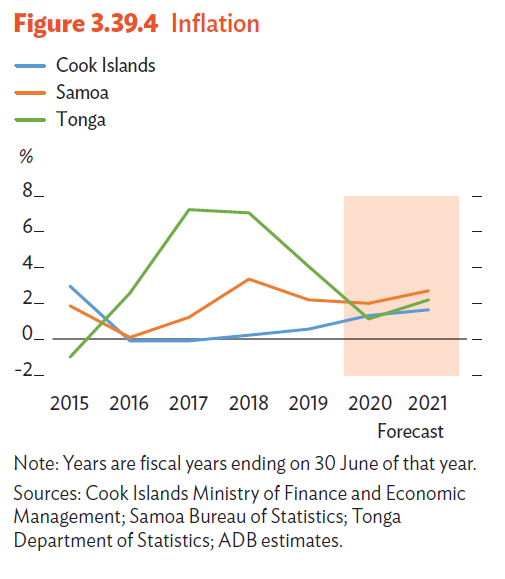 Figure 3.39.4 Inflation
Cook Islands
Samoa
Tonga
%
8
6
4
2
0
-2
2015 2016 2017 2018 2019 2020 2021
Forecast
Note: Years are fiscal years ending on 30 June of that year.
Sources: Cook Islands Ministry of Finance and Economic
Management; Samoa Bureau of Statistics; Tonga
Department of Statistics; ADB estimates.